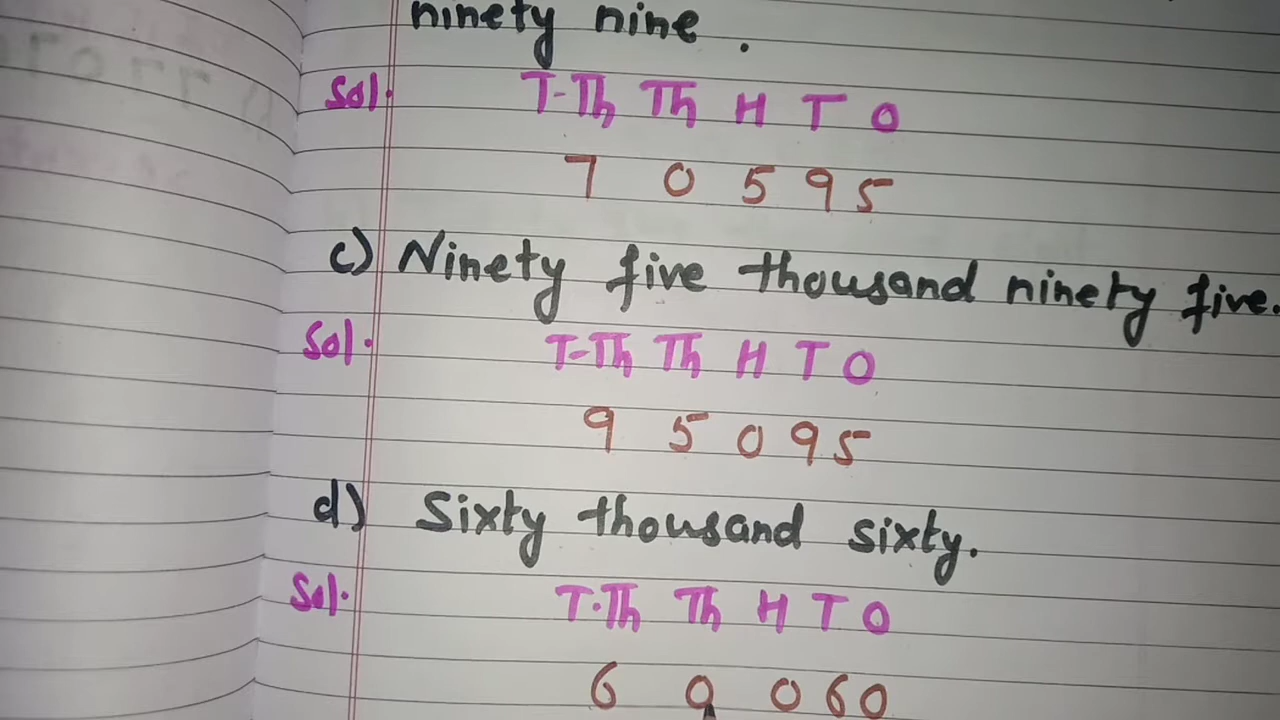 ninety nine.
Sol. T-Th Th H T O
7 0 5 9 5
c) Ninety five thousand ninety five.
Sol. T-Th Th H T O
9 5 0 9 5
d) Sixty thousand sixty.
Sol. T.Th Th H T O
6 0 0 6 0